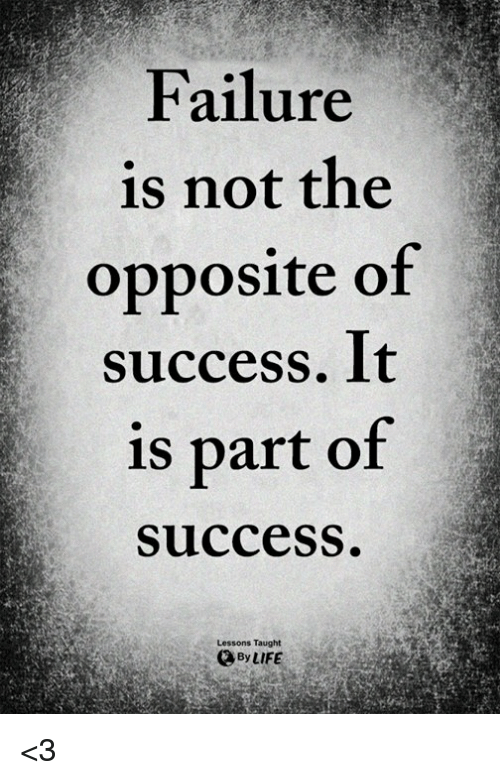 Failure
is not the
opposite of
success. It
is part of
success.
Lessons Taught
By LIFE
<3